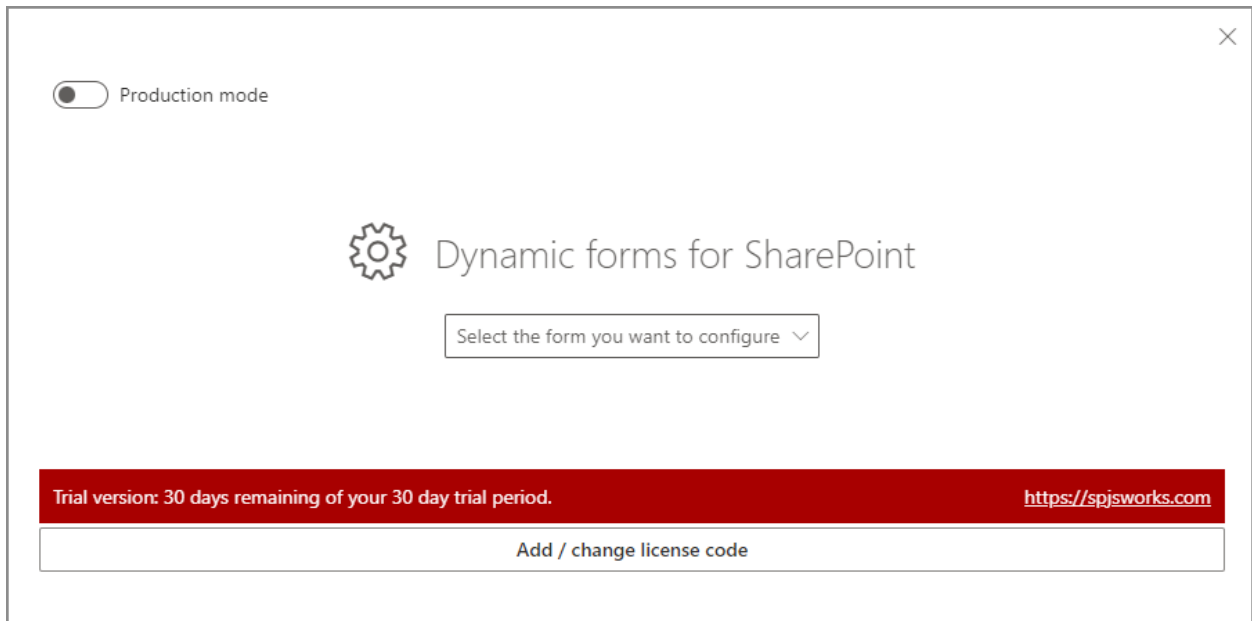 Production mode
Dynamic forms for SharePoint
Select the form you want to configure
Trial version: 30 days remaining of your 30 day trial period.
https://spjsworks.com
Add / change license code